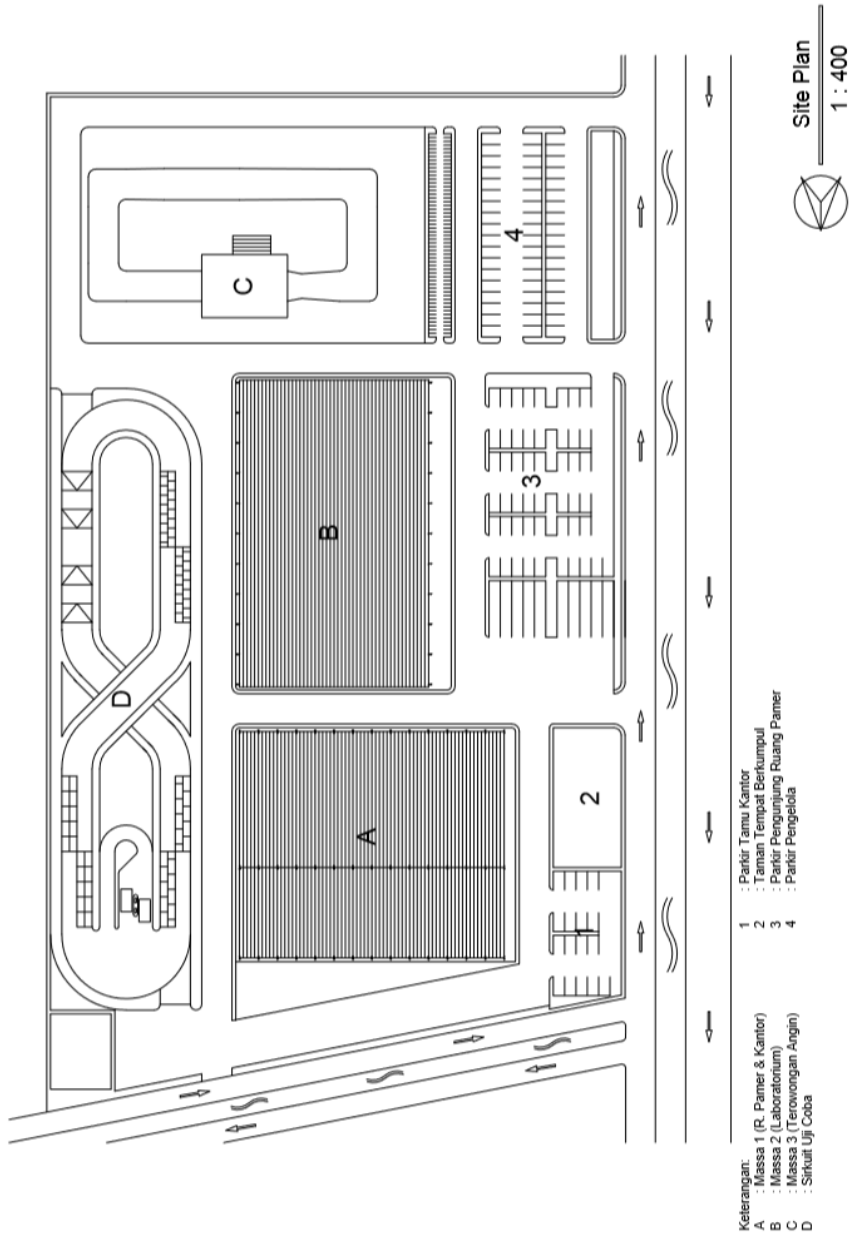 C
4
B
3
D
A
2
1
Keterangan:
A : Massa 1 (R. Pamer & Kantor)
B : Massa 2 (Laboratorium)
C : Massa 3 (Terowongan Angin)
D : Sirkuit Uji Coba
1 : Parkir Tamu Kantor
2 : Taman Tempat Berkumpul
3 : Parkir Pengunjung Ruang Pamer
4 : Parkir Pengelola
Site Plan
1 : 400